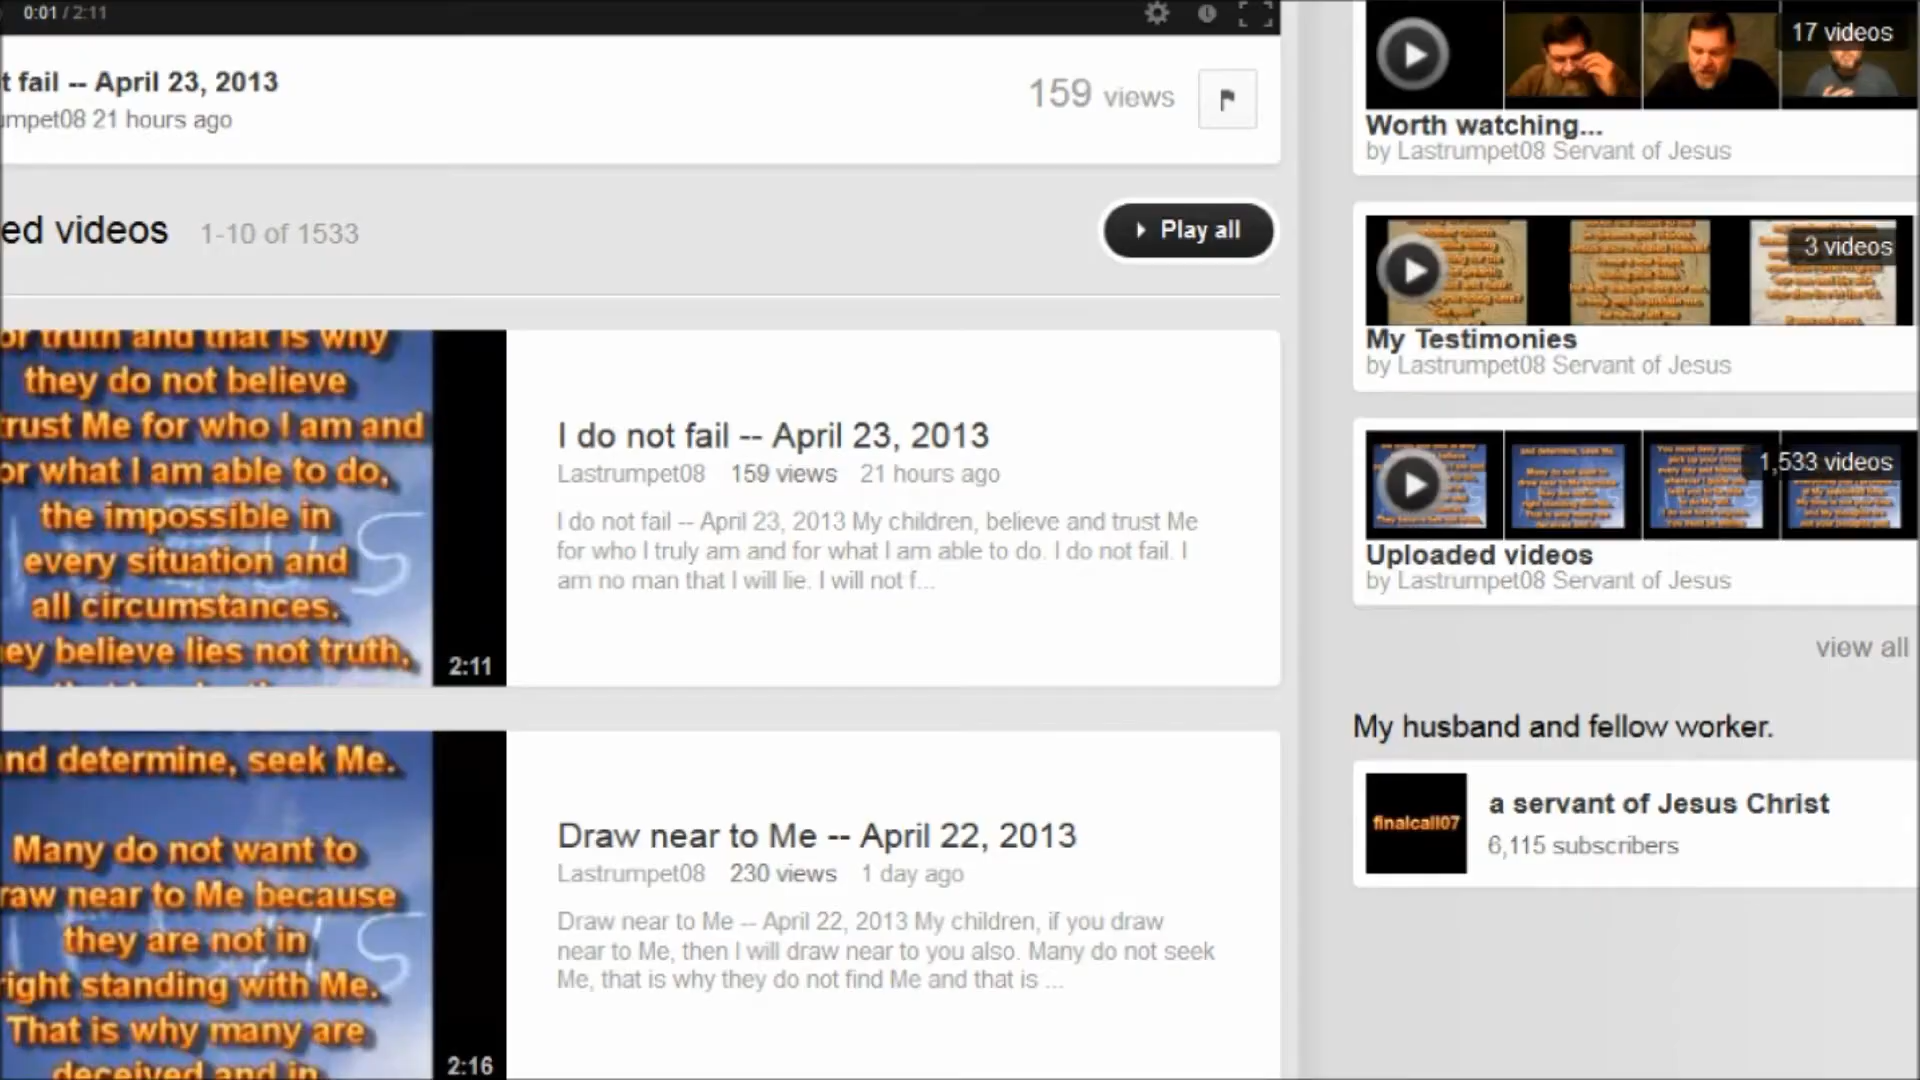 0:01 / 2:11
t fail -- April 23, 2013
umpet08 21 hours ago
159 views
ed videos 1-10 of 1533
Play all
or truth and that is why
they do not believe
trust Me for who I am and
or what I am able to do,
the impossible in
every situation and
all circumstances.
ey believe lies not truth,
2:11
I do not fail -- April 23, 2013
Lastrumpet08 159 views 21 hours ago
I do not fail -- April 23, 2013 My children, believe and trust Me
for who I truly am and for what I am able to do. I do not fail. I
am no man that I will lie. I will not f...
nd determine, seek Me.
Many do not want to
raw near to Me because
they are not in
right standing with Me.
That is why many are
deceived and in
2:16
Draw near to Me -- April 22, 2013
Lastrumpet08 230 views 1 day ago
Draw near to Me -- April 22, 2013 My children, if you draw
near to Me, then I will draw near to you also. Many do not seek
Me, that is why they do not find Me and that is ...
17 videos
Worth watching...
by Lastrumpet08 Servant of Jesus
3 videos
My Testimonies
by Lastrumpet08 Servant of Jesus
1,533 videos
Uploaded videos
by Lastrumpet08 Servant of Jesus
view all
My husband and fellow worker.
finalcall07
a servant of Jesus Christ
6,115 subscribers